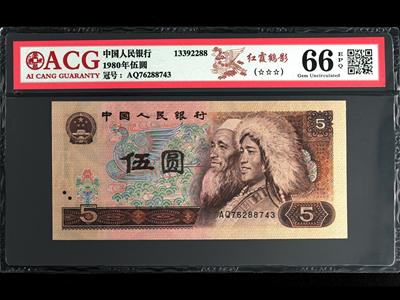 ACG
AI CANG GUARANTY
中国人民银行
1980年伍圆
冠号：AQ76288743
13392288
红霞鹤影
(☆☆☆)
66 EPQ
Gem Uncirculated
中国人民银行
5
伍圆
AQ76288743
5
5